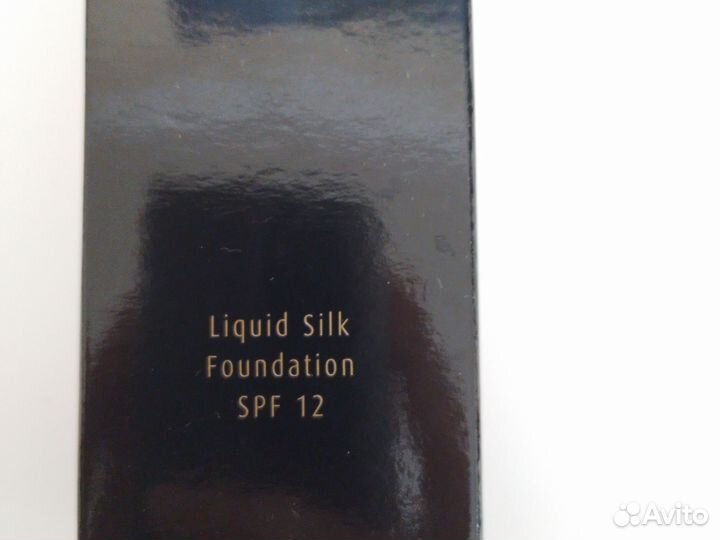 Liquid Silk
Foundation
SPF 12
Avito